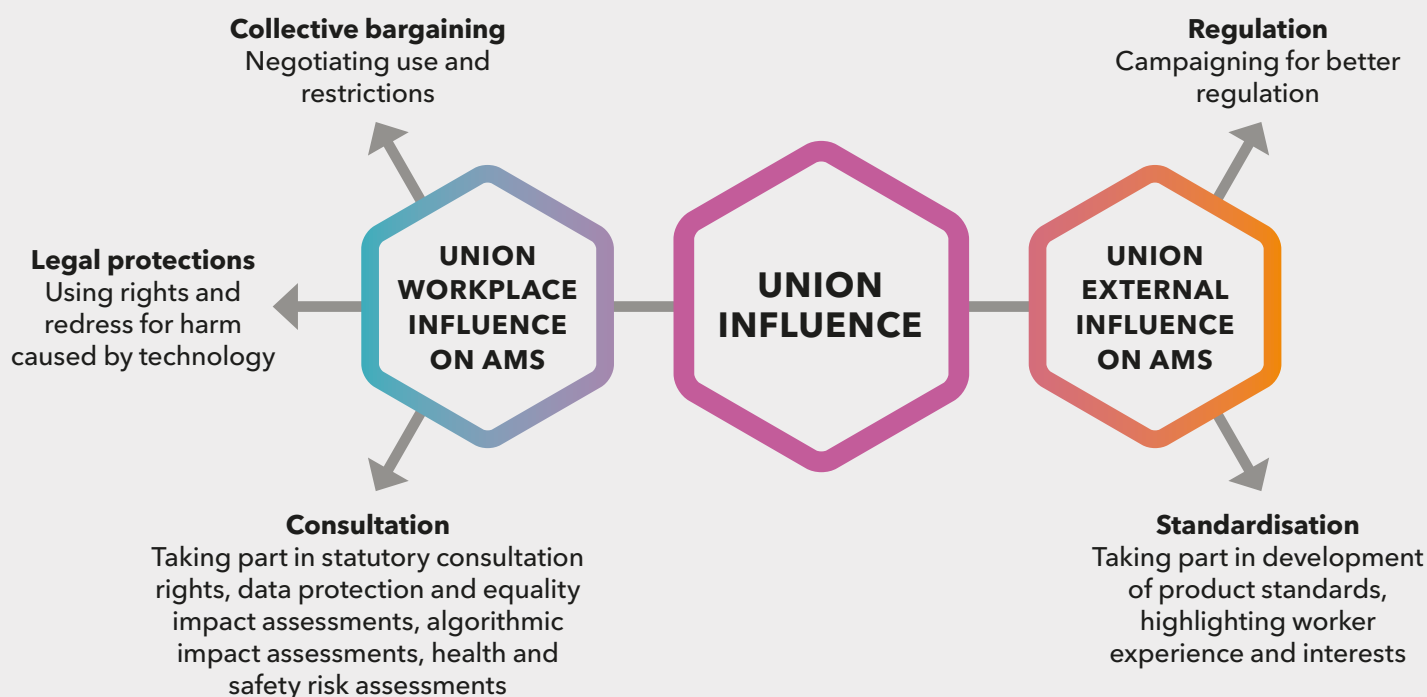 Collective bargaining
Negotiating use and
restrictions
Regulation
Campaigning for better
regulation
Legal protections
Using rights and
redress for harm
caused by technology
UNION
WORKPLACE
INFLUENCE
ON AMS
UNION
INFLUENCE
UNION
EXTERNAL
INFLUENCE
ON AMS
Consultation
Taking part in statutory consultation
rights, data protection and equality
impact assessments, algorithmic
impact assessments, health and
safety risk assessments
Standardisation
Taking part in development
of product standards,
highlighting worker
experience and interests